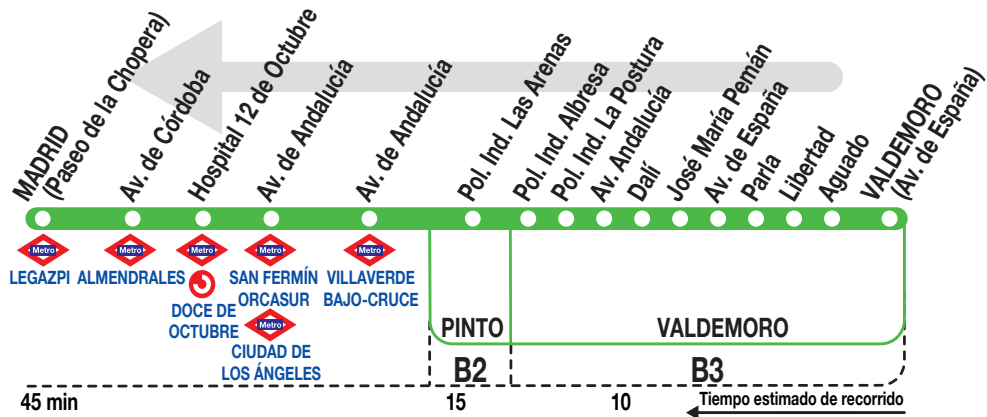 MADRID
(Paseo de la Chopera)
Av. de Córdoba
Hospital 12 de Octubre
Av. de Andalucía
Av. de Andalucía
Pol. Ind. Las Arenas
Pol. Ind. Albresa
Pol. Ind. La Postura
Av. Andalucía
Dalí
José María Pemán
Av. de España
Parla
Libertad
Aguado
VALDEMORO
(Av. de España)
Metro
Metro
Metro
Metro
Metro
LEGAZPI
ALMENDRALES
DOCE DE
OCTUBRE
SAN FERMÍN
ORCASUR
Metro
CIUDAD DE
LOS ÁNGELES
VILLAVERDE
BAJO-CRUCE
PINTO
VALDEMORO
B2
B3
45 min
15
10
Tiempo estimado de recorrido